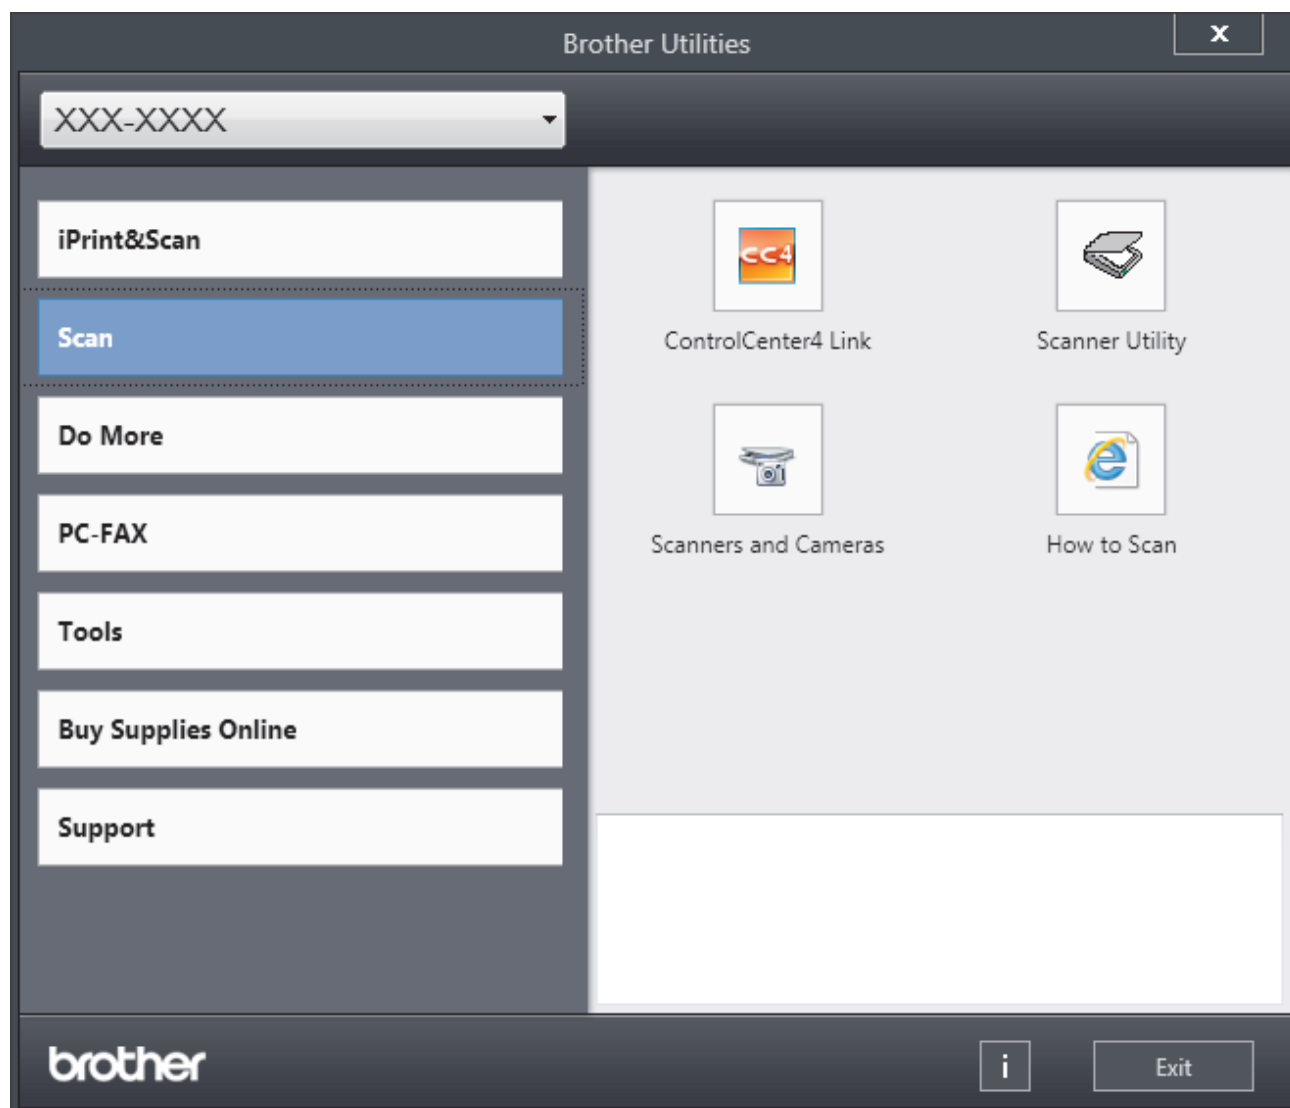 Brother Utilities
x
XXX-XXXX
iPrint&Scan
Scan
Do More
PC-FAX
Tools
Buy Supplies Online
Support
CC4
ControlCenter4 Link
Scanner Utility
Scanners and Cameras
How to Scan
brother
i
Exit